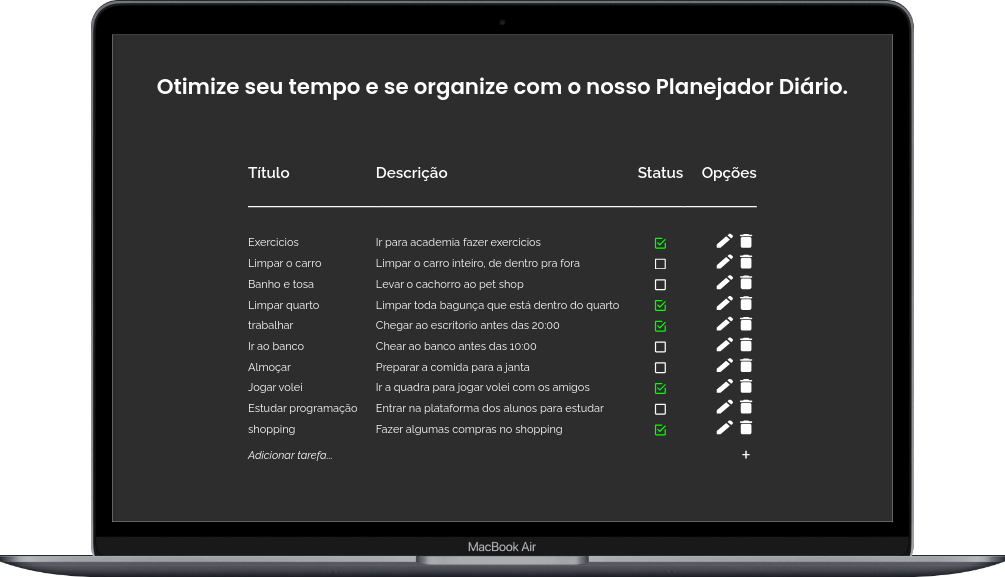 Otimize seu tempo e se organize com o nosso Planejador Diário.
Título Descrição Status Opções
Exercicios Ir para academia fazer exercicios
Limpar o carro Limpar o carro inteiro, de dentro pra fora
Banho e tosa Levar o cachorro ao pet shop
Limpar quarto Limpar toda bagunça que está dentro do quarto
trabalhar Chegar ao escritorio antes das 20:00
Ir ao banco Chear ao banco antes das 10:00
Almoçar Preparar a comida para a janta
Jogar volei Ir a quadra para jogar volei com os amigos
Estudar programação Entrar na plataforma dos alunos para estudar
shopping Fazer algumas compras no shopping
Adicionar tarefa... +
MacBook Air